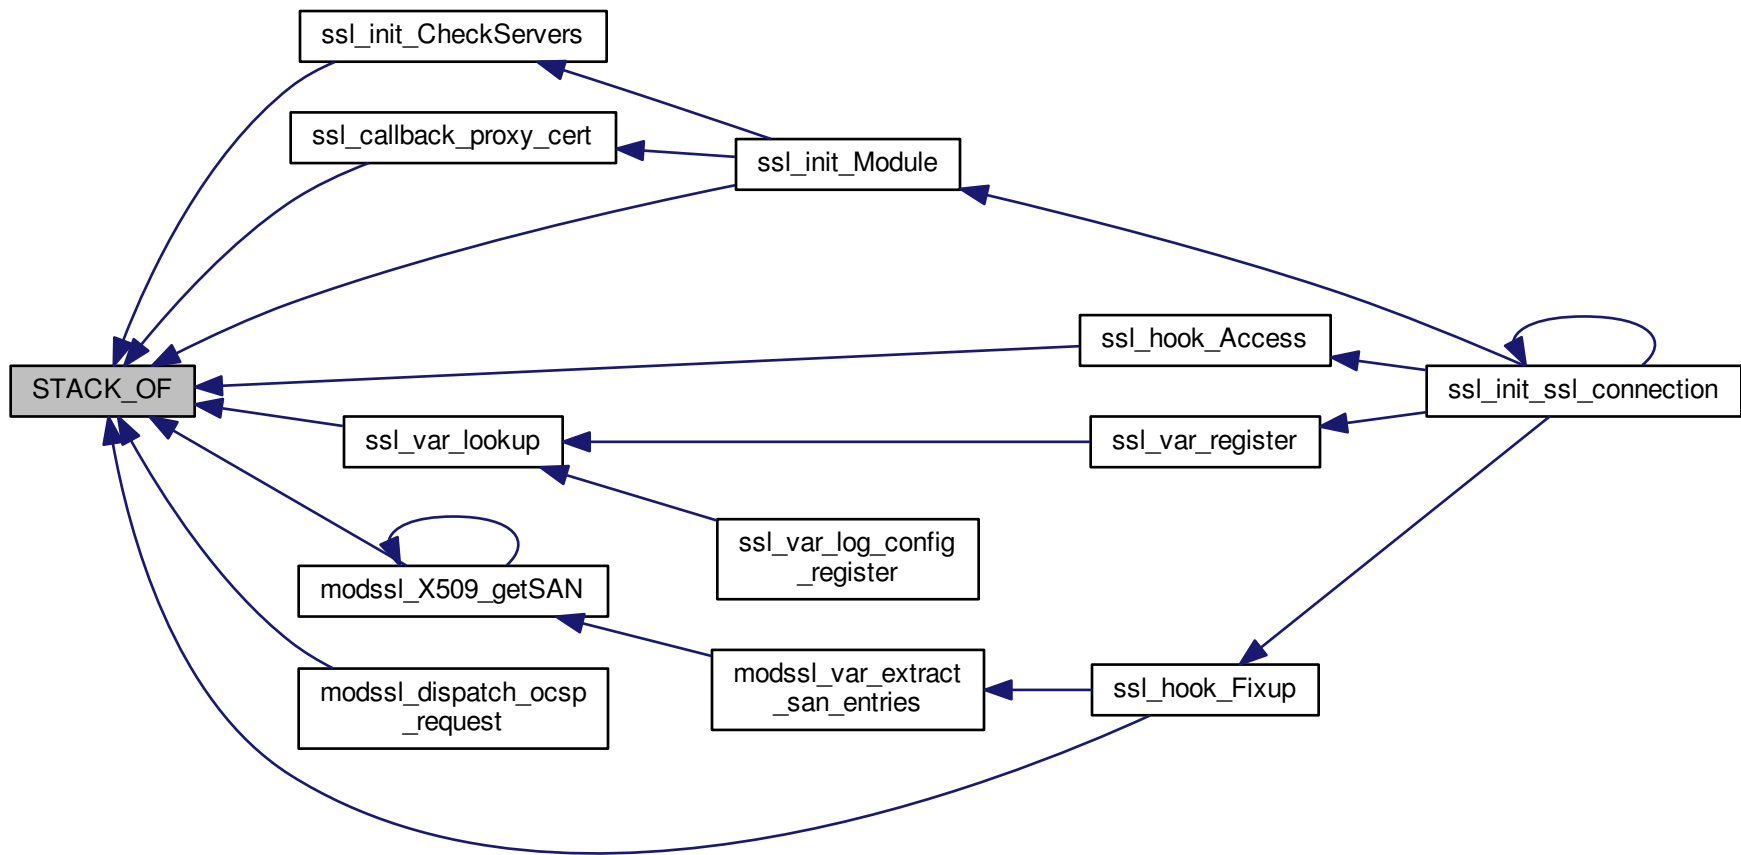 ssl_init_CheckServers
ssl_callback_proxy_cert
ssl_init_Module
ssl_hook_Access
STACK_OF
ssl_init_ssl_connection
ssl_var_lookup
ssl_var_register
ssl_var_log_config
_register
modssl_X509_getSAN
modssl_var_extract
_san_entries
ssl_hook_Fixup
modssl_dispatch_ocsp
_request